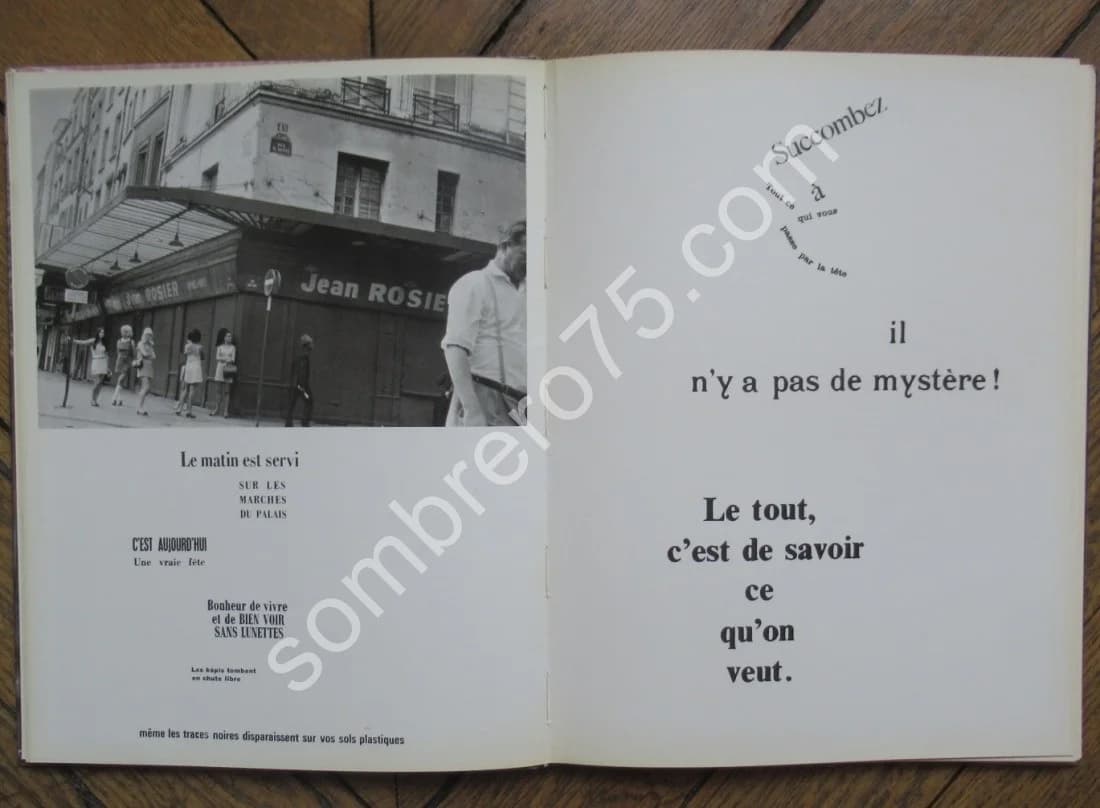 Jean ROSIER
Jean ROSIE
Le matin est servi
SUR LES
MARCHES
DU PALAIS
C'EST AUJOURD'HUI
Une vraie fête
Bonheur de vivre
et de BIEN VOIR
SANS LUNETTES
Les képis tombent
en chute libre
même les traces noires disparaissent sur vos sols plastiques
Succombez
à
Tout ce
qui vous
passe par la tête
il
n'y a pas de mystère !
Le tout,
c'est de savoir
ce
qu'on
veut.
sombrero75.com